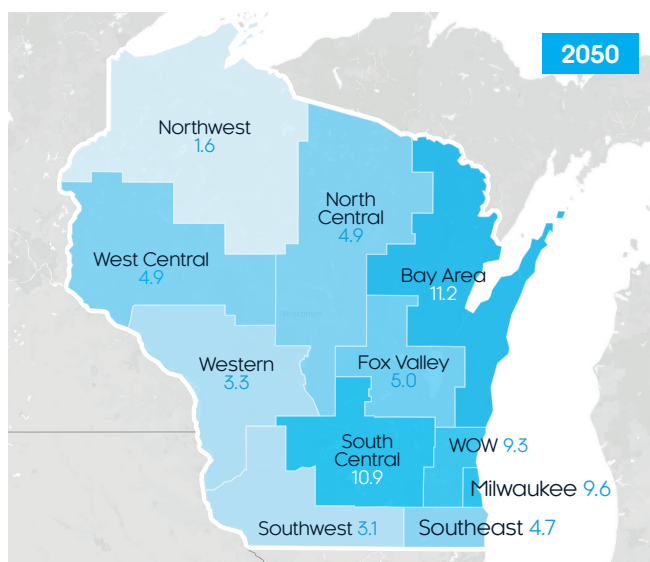 2050
Northwest
1.6
North
Central
4.9
West Central
4.9
Bay Area
11.2
Wisconsin
Western
3.3
Fox Valley
5.0
South
Central
10.9
WOW 9.3
Milwaukee 9.6
Southwest 3.1
Southeast 4.7